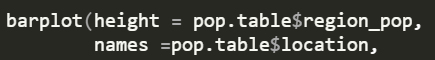 barplot(height = pop.table$region_pop,
names =pop.table$location,